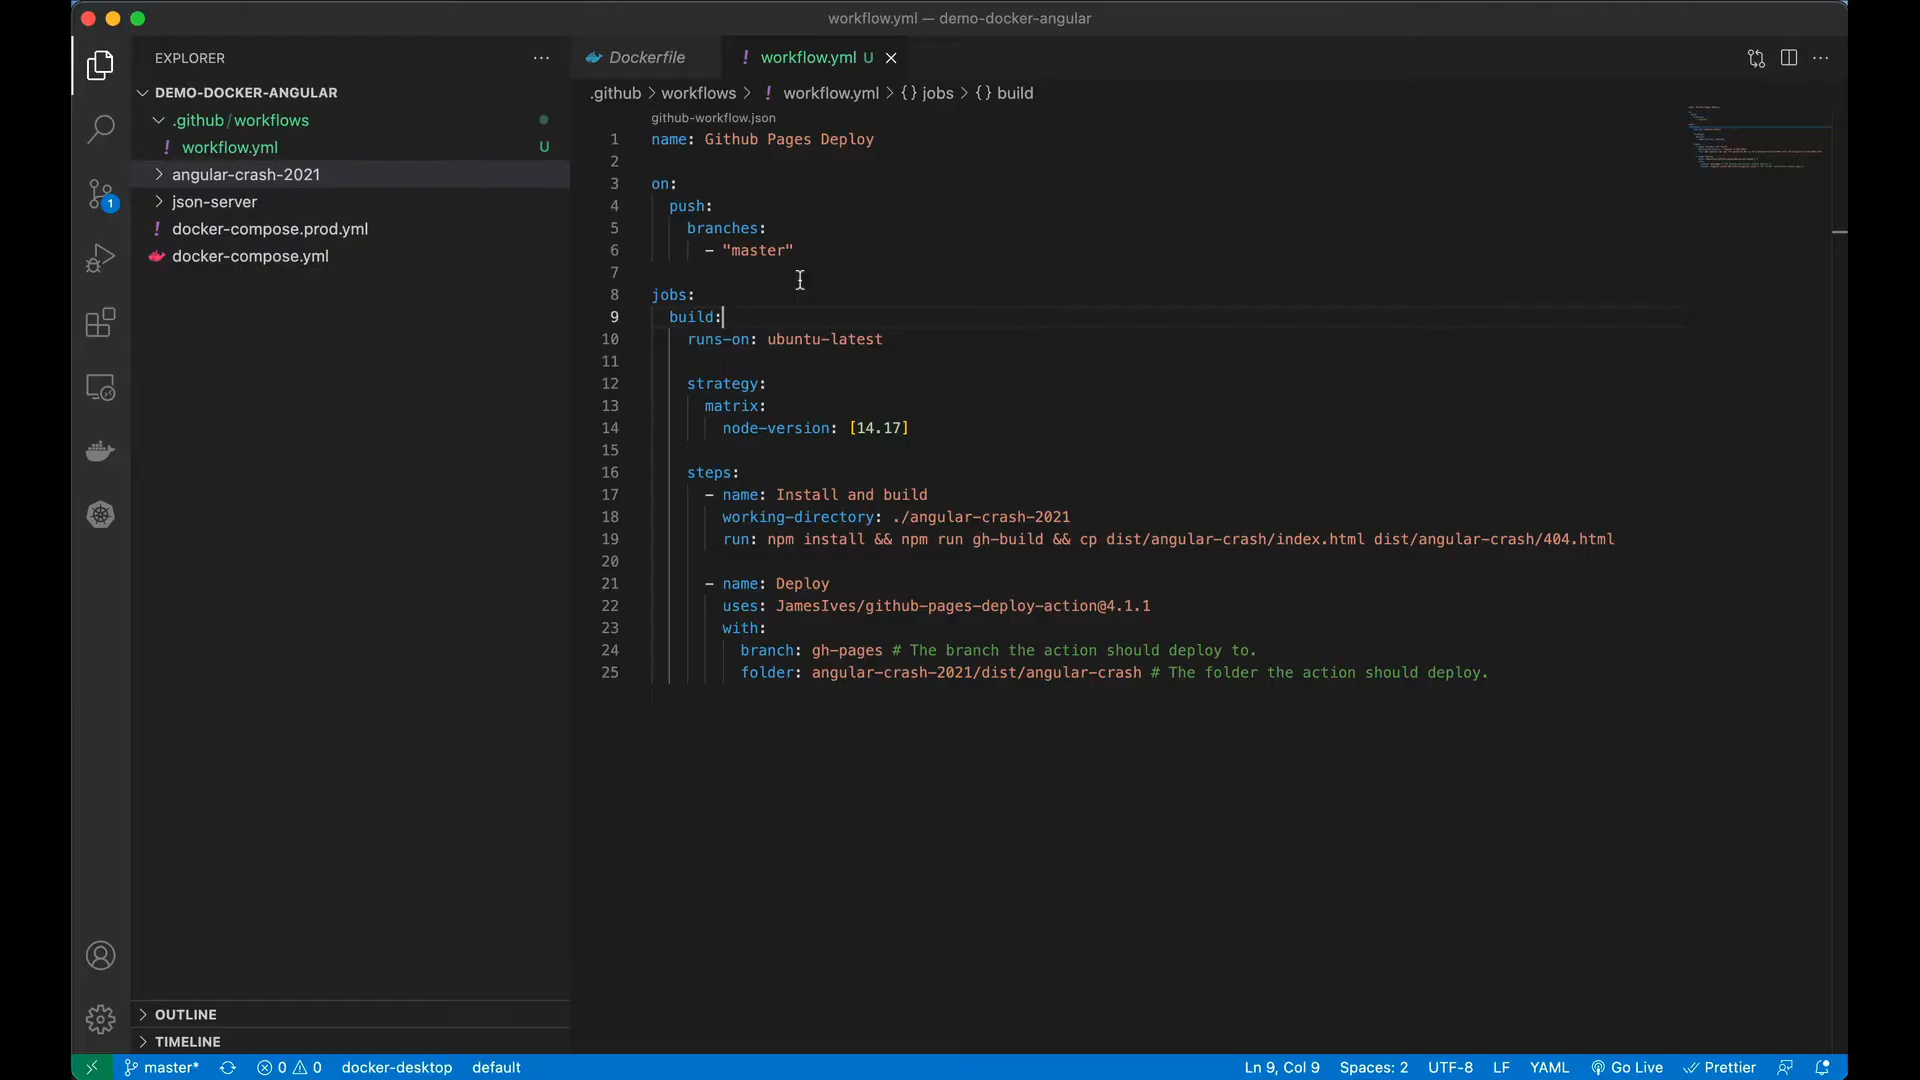 workflow.yml — demo-docker-angular
EXPLORER
DEMO-DOCKER-ANGULAR
.github/workflows
! workflow.yml U
angular-crash-2021
json-server
! docker-compose.prod.yml
docker-compose.yml
OUTLINE
TIMELINE
1
Dockerfile
! workflow.yml U
.github > workflows > ! workflow.yml > {} jobs > {} build
github-workflow.json
1 name: Github Pages Deploy
2
3 on:
4 push:
5 branches:
6 - "master"
7
8 jobs:
9 build:
10 runs-on: ubuntu-latest
11
12 strategy:
13 matrix:
14 node-version: [14.17]
15
16 steps:
17 - name: Install and build
18 working-directory: ./angular-crash-2021
19 run: npm install && npm run gh-build && cp dist/angular-crash/index.html dist/angular-crash/404.html
20
21 - name: Deploy
22 uses: JamesIves/github-pages-deploy-action@4.1.1
23 with:
24 branch: gh-pages # The branch the action should deploy to.
25 folder: angular-crash-2021/dist/angular-crash # The folder the action should deploy.
master* 0 0 docker-desktop default Ln 9, Col 9 Spaces: 2 UTF-8 LF YAML Go Live Prettier